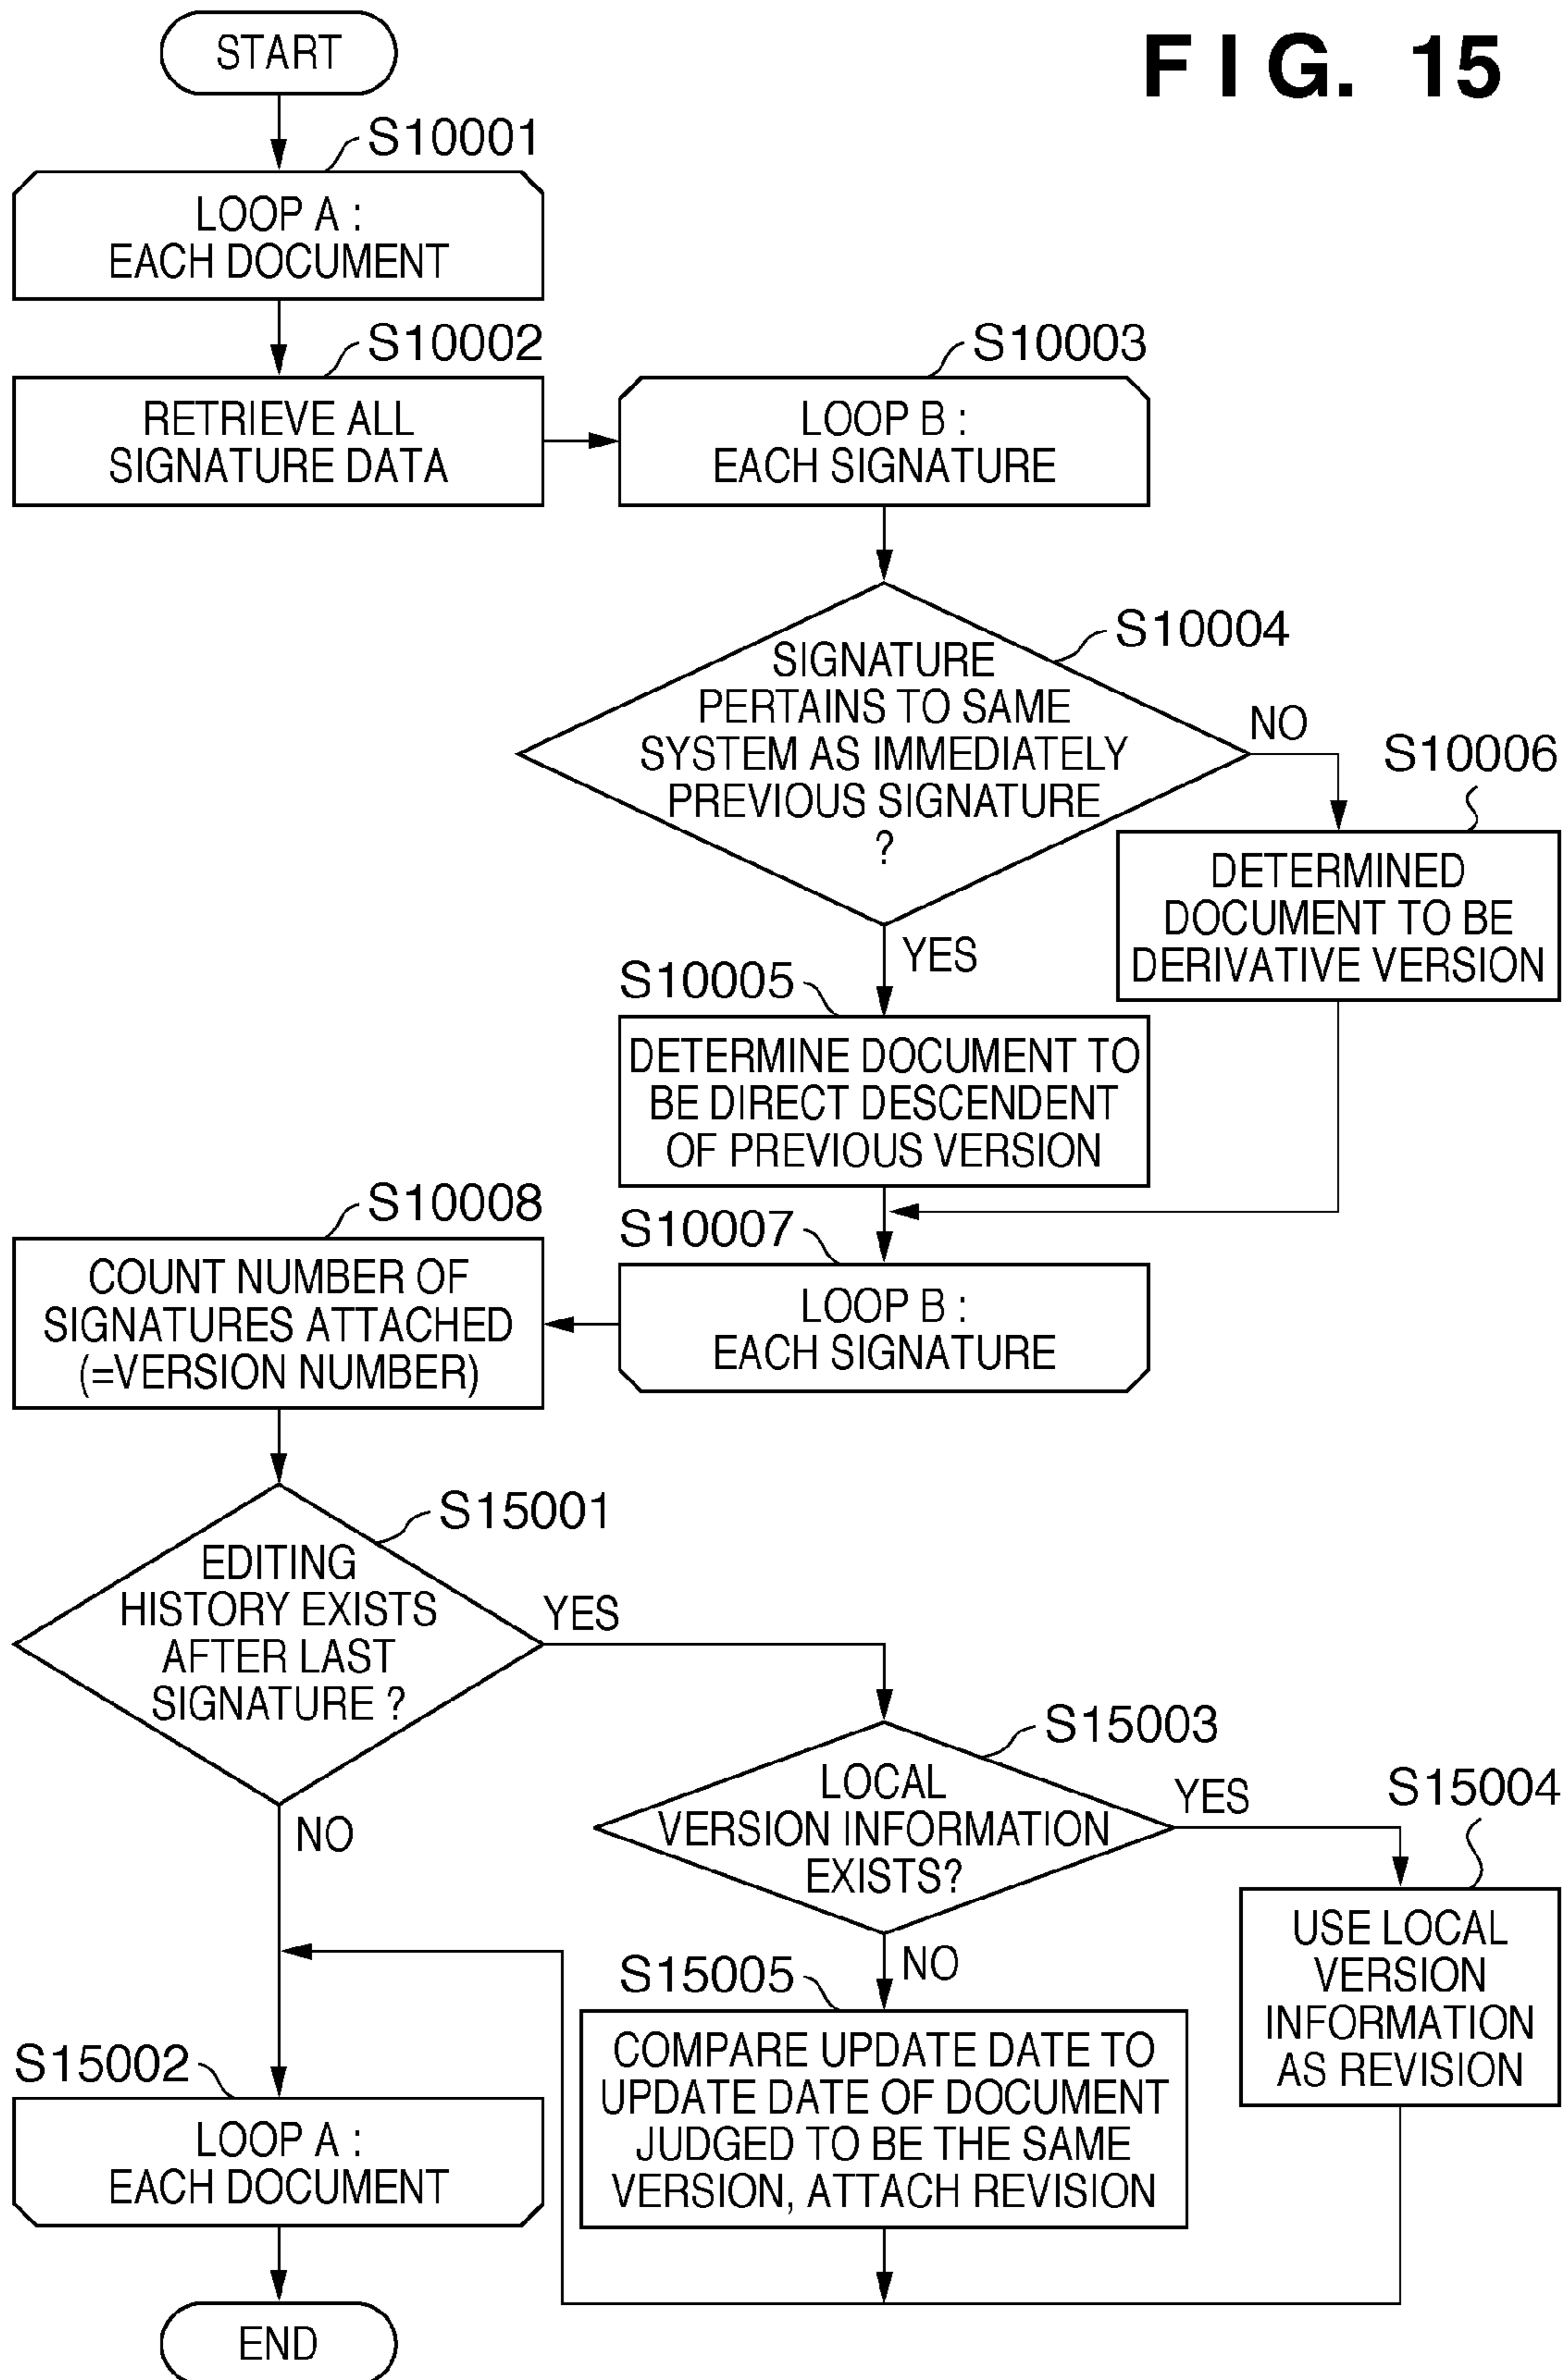 FIG. 15
START
S10001
LOOP A :
EACH DOCUMENT
S10002
RETRIEVE ALL
SIGNATURE DATA
S10003
LOOP B :
EACH SIGNATURE
S10004
SIGNATURE
PERTAINS TO SAME
SYSTEM AS IMMEDIATELY
PREVIOUS SIGNATURE
?
NO
S10006
DETERMINED
DOCUMENT TO BE
DERIVATIVE VERSION
YES
S10005
DETERMINE DOCUMENT TO
BE DIRECT DESCENDENT
OF PREVIOUS VERSION
S10007
LOOP B :
EACH SIGNATURE
S10008
COUNT NUMBER OF
SIGNATURES ATTACHED
(=VERSION NUMBER)
S15001
EDITING
HISTORY EXISTS
AFTER LAST
SIGNATURE ?
YES
NO
S15003
LOCAL
VERSION INFORMATION
EXISTS?
YES
S15004
USE LOCAL
VERSION
INFORMATION
AS REVISION
NO
S15005
COMPARE UPDATE DATE TO
UPDATE DATE OF DOCUMENT
JUDGED TO BE THE SAME
VERSION, ATTACH REVISION
S15002
LOOP A :
EACH DOCUMENT
END